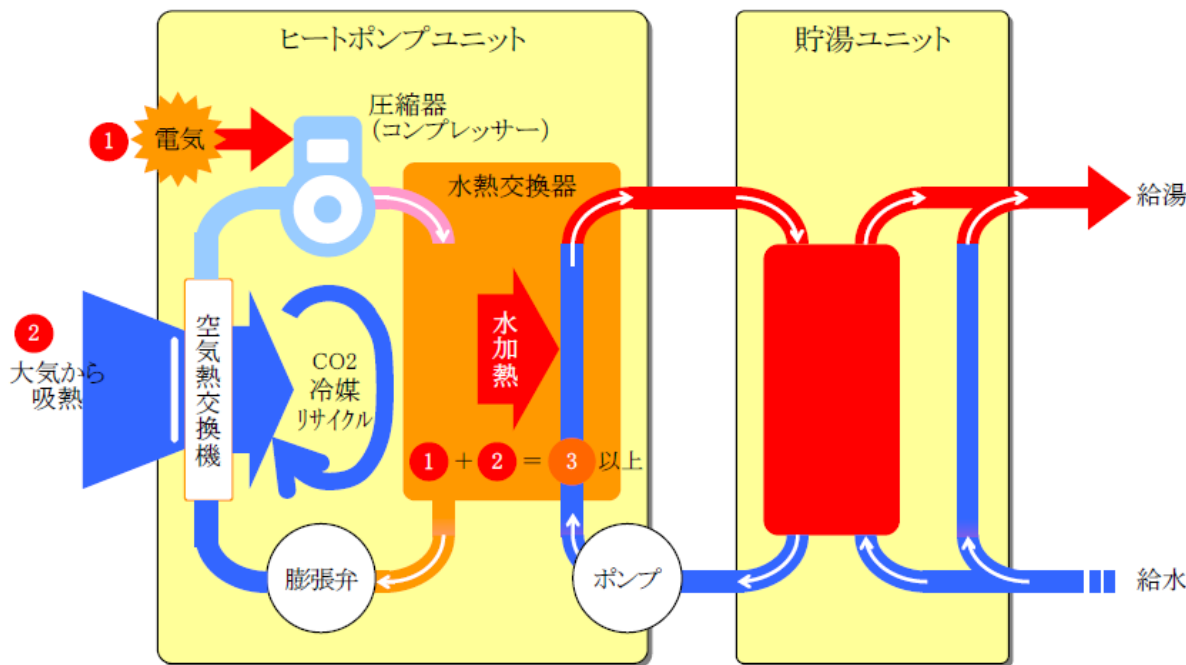 ヒートポンプユニット
貯湯ユニット
1
電気
圧縮器
(コンプレッサー)
水熱交換器
給湯
2
大気から
吸熱
空気熱交換機
CO2
冷媒
リサイクル
水加熱
1 + 2 = 3 以上
膨張弁
ポンプ
給水